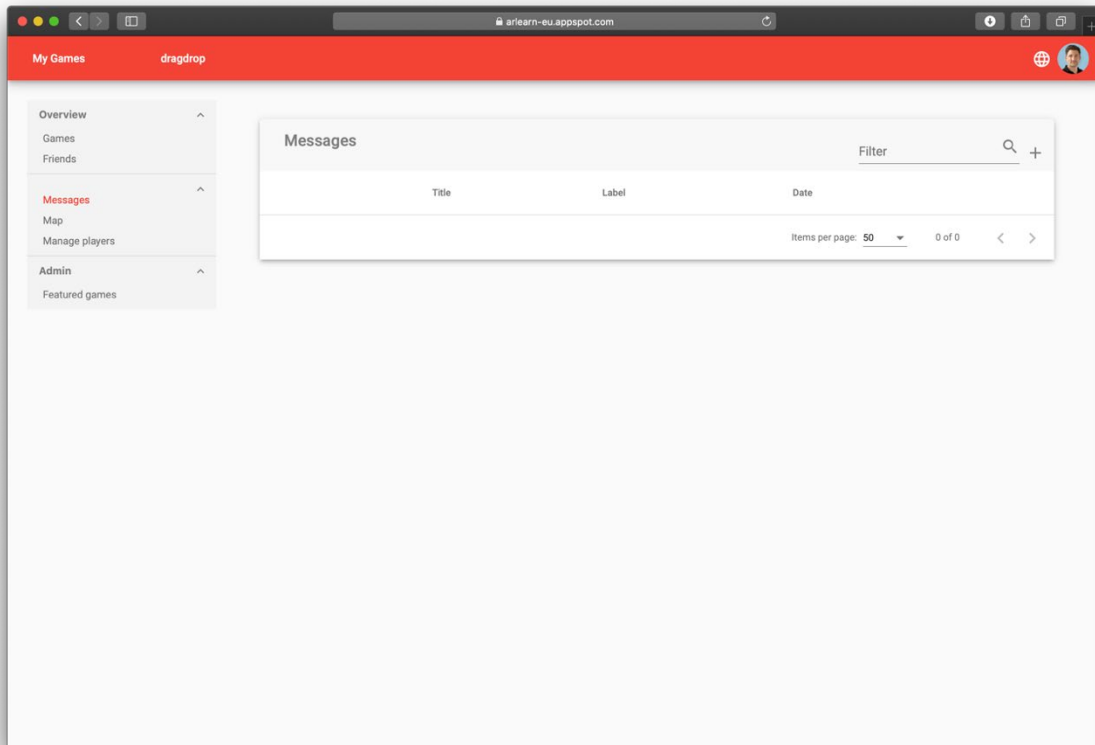 arlearn-eu.appspot.com
My Games dragdrop
Overview
Games
Friends
Messages
Map
Manage players
Admin
Featured games
Messages
Filter
Title Label Date
Items per page: 50 0 of 0